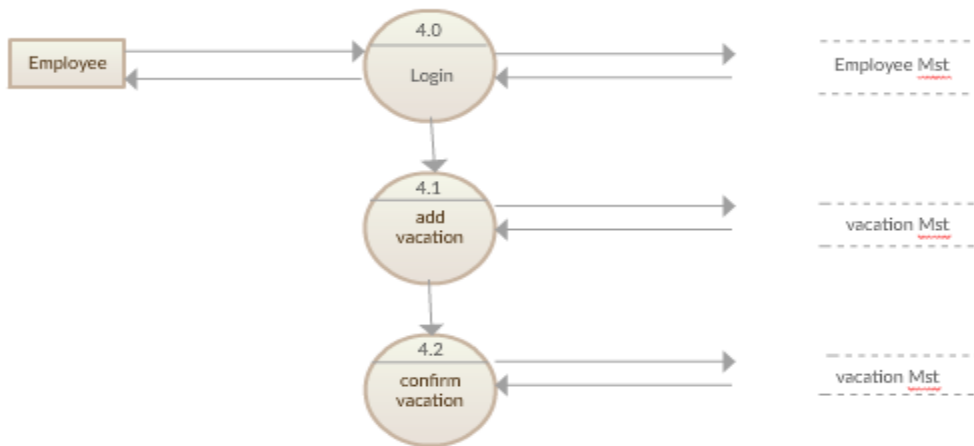 4.0
Employee
Login
Employee Mst
4.1
add
vacation
vacation Mst
4.2
confirm
vacation
vacation Mst